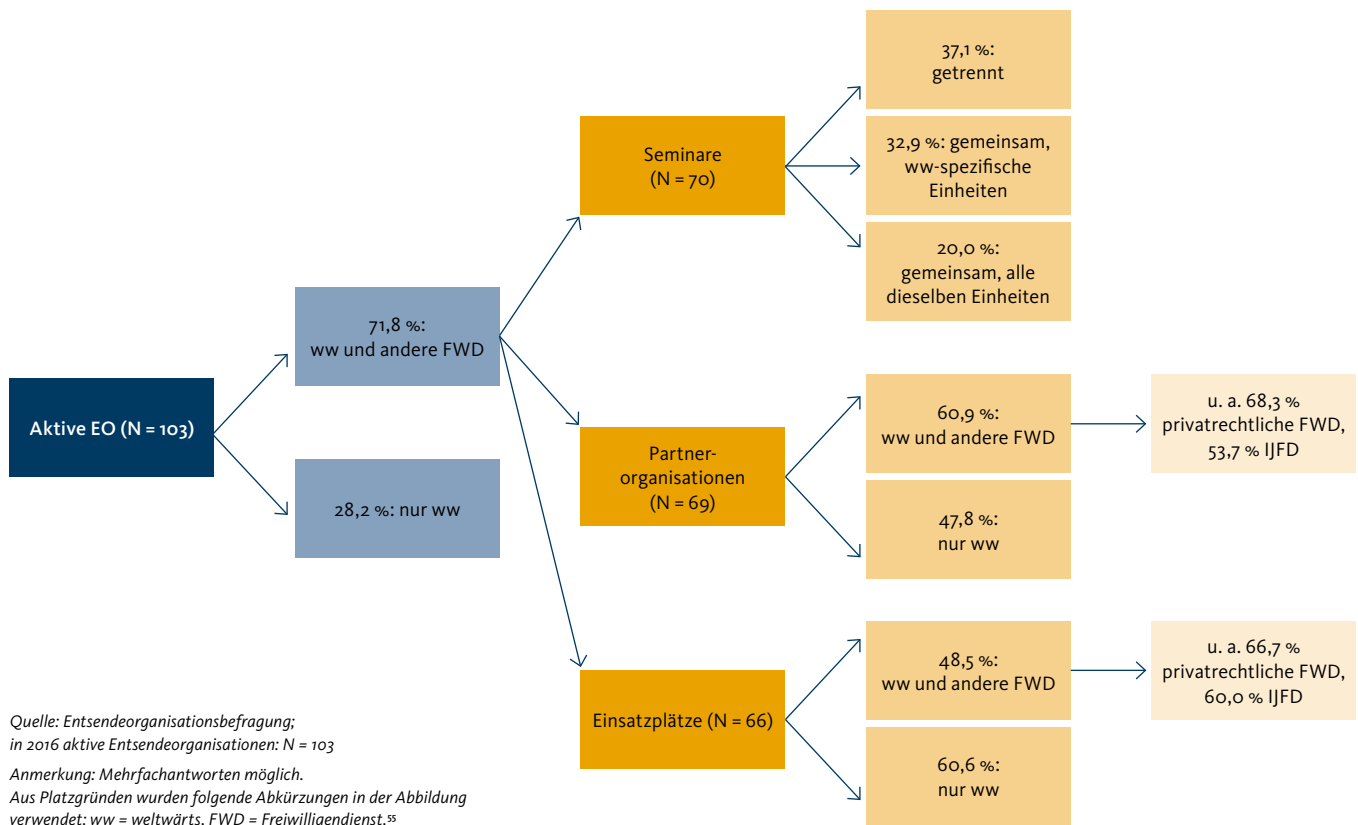 Aktive EO (N = 103)
71,8 %:
ww und andere FWD
28,2 %: nur ww
Seminare
(N = 70)
37,1 %:
getrennt
32,9 %: gemeinsam,
ww-spezifische
Einheiten
20,0 %:
gemeinsam, alle
dieselben Einheiten
Partner-
organisationen
(N = 69)
60,9 %:
ww und andere FWD
u. a. 68,3 %
privatrechtliche FWD,
53,7 % IJFD
47,8 %:
nur ww
Einsatzplätze (N = 66)
48,5 %:
ww und andere FWD
u. a. 66,7 %
privatrechtliche FWD,
60,0 % IJFD
60,6 %:
nur ww
Quelle: Entsendeorganisationsbefragung;
in 2016 aktive Entsendeorganisationen: N = 103
Anmerkung: Mehrfachantworten möglich.
Aus Platzgründen wurden folgende Abkürzungen in der Abbildung
verwendet: ww = weltwärts, FWD = Freiwilligendienst.⁵⁵